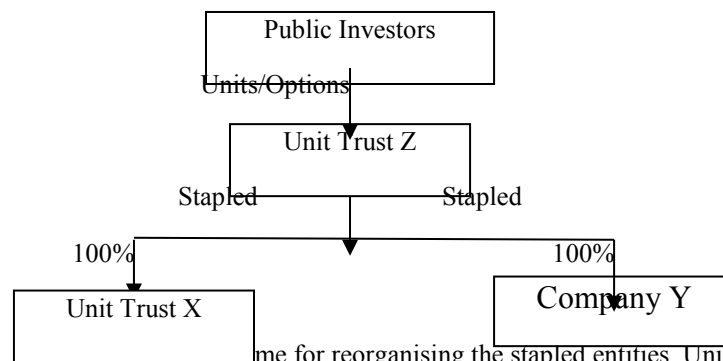 Public Investors
Units/Options
Unit Trust Z
Stapled Stapled
100% 100%
Unit Trust X Company Y
me for reorganising the stapled entities